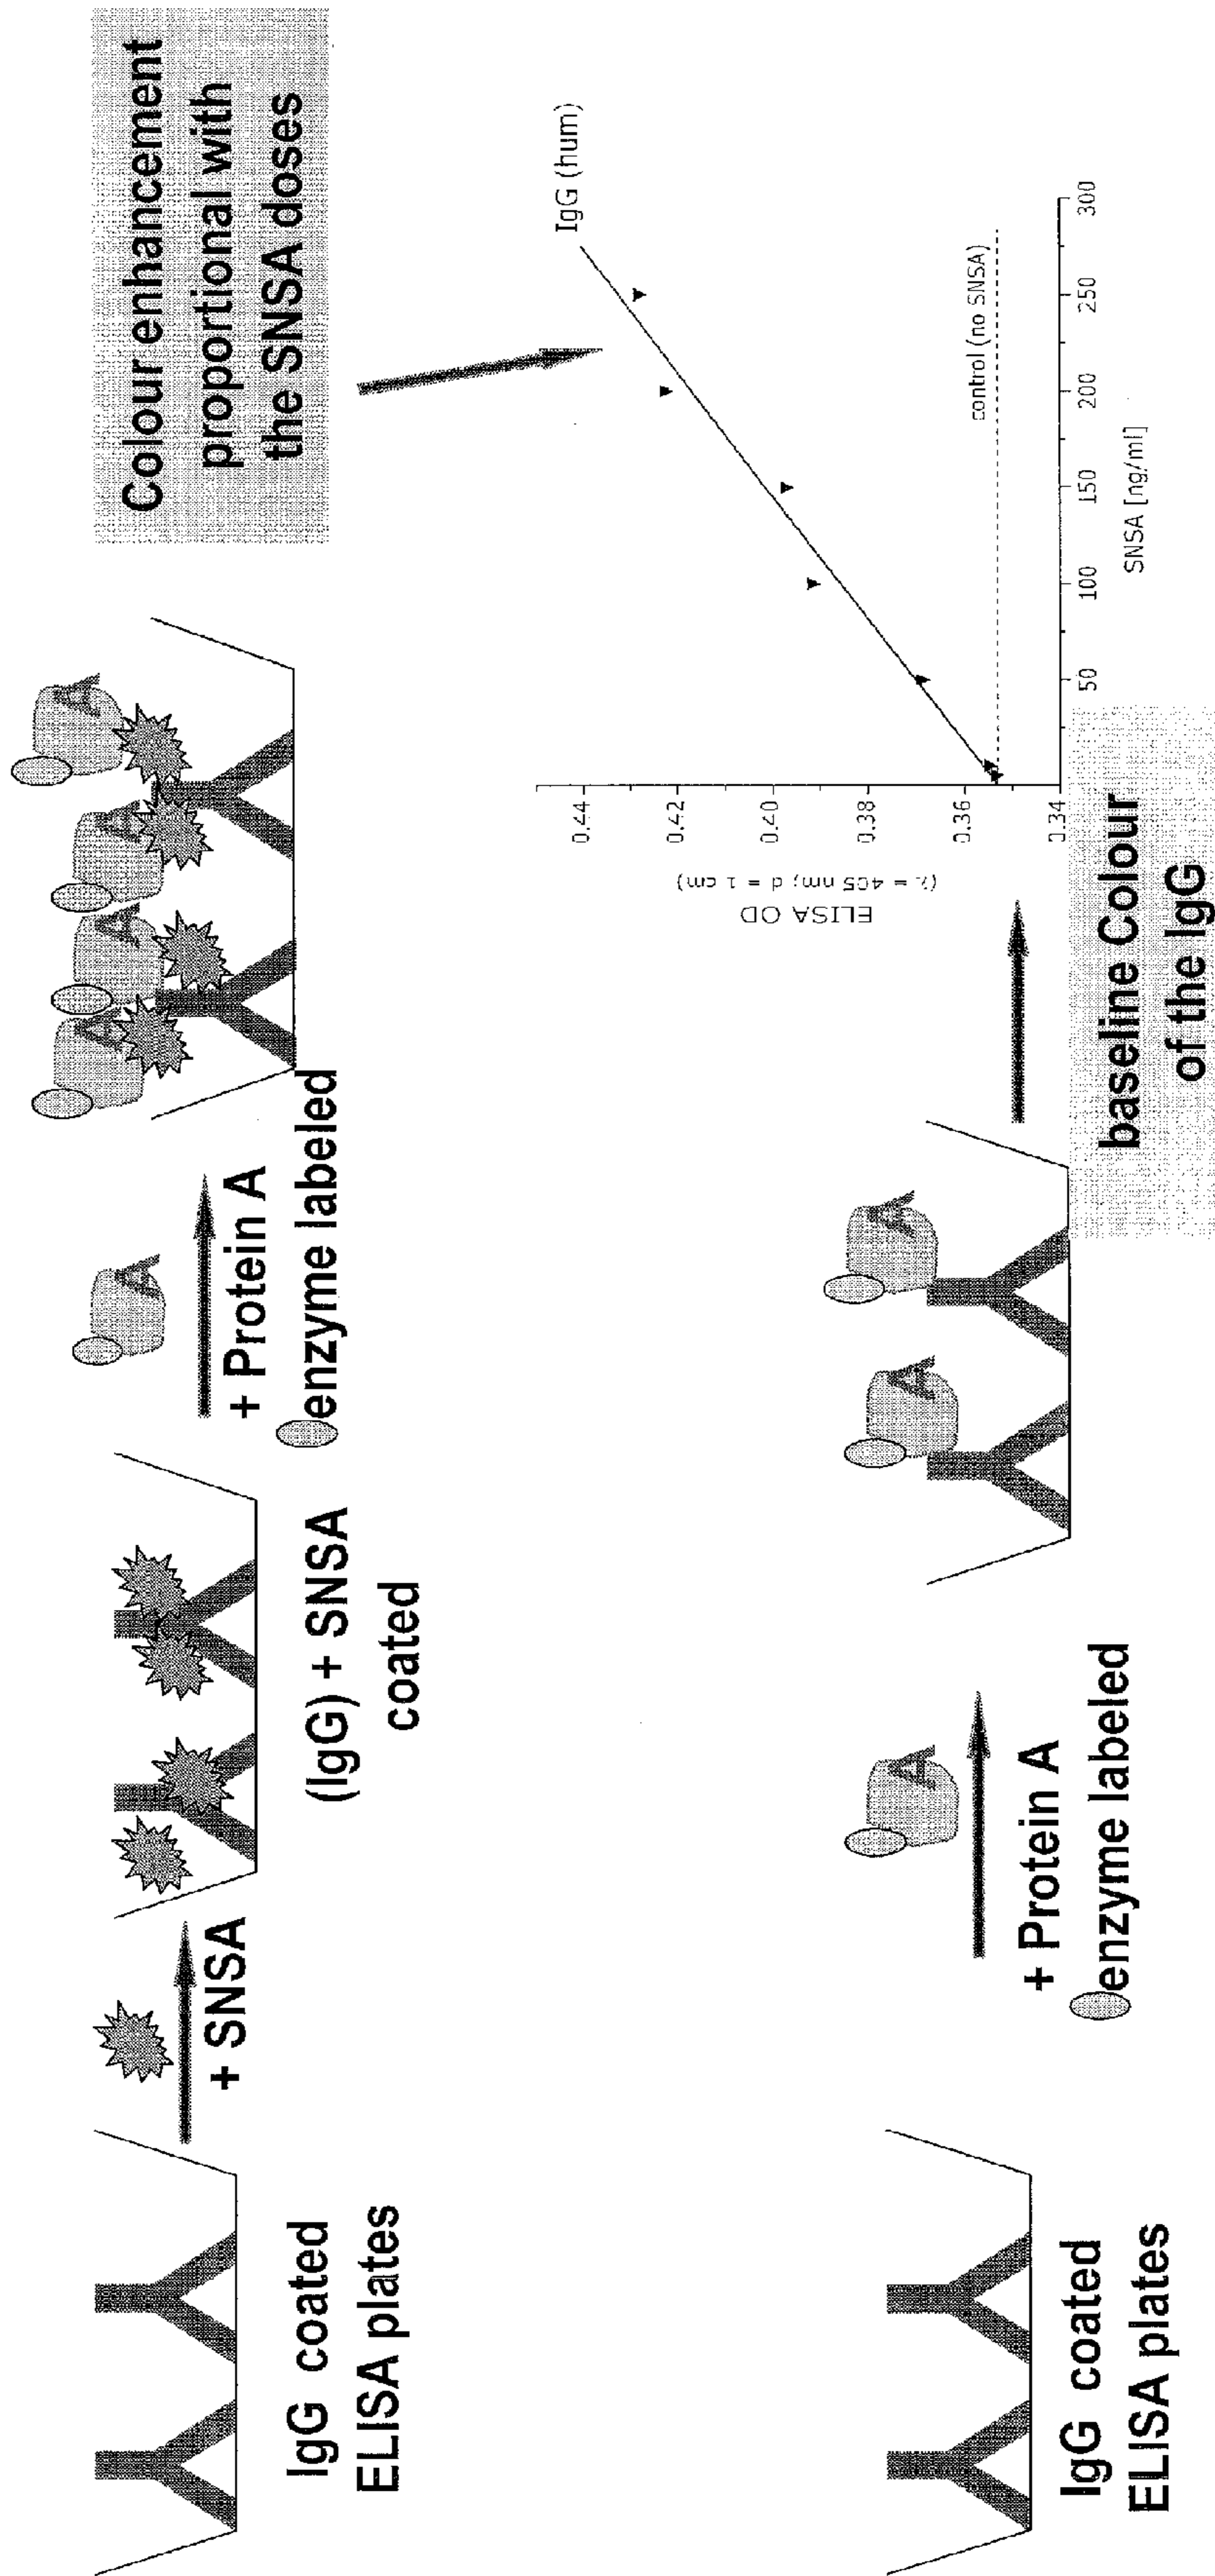 IgG coated
ELISA plates
+ SNSA
(IgG) + SNSA
coated
+ Protein A
enzyme labeled
A
A
A
A
A
Colour enhancement
proportional with
the SNSA doses
IgG coated
ELISA plates
+ Protein A
enzyme labeled
A
A
A
baseline Colour
of the IgG
ELISA OD
(λ = 405 nm; d = 1 cm)
0.44
0.42
0.40
0.38
0.36
0.34
50
100
150
200
250
300
SNSA [ng/ml]
control (no SNSA)
IgG (hum)